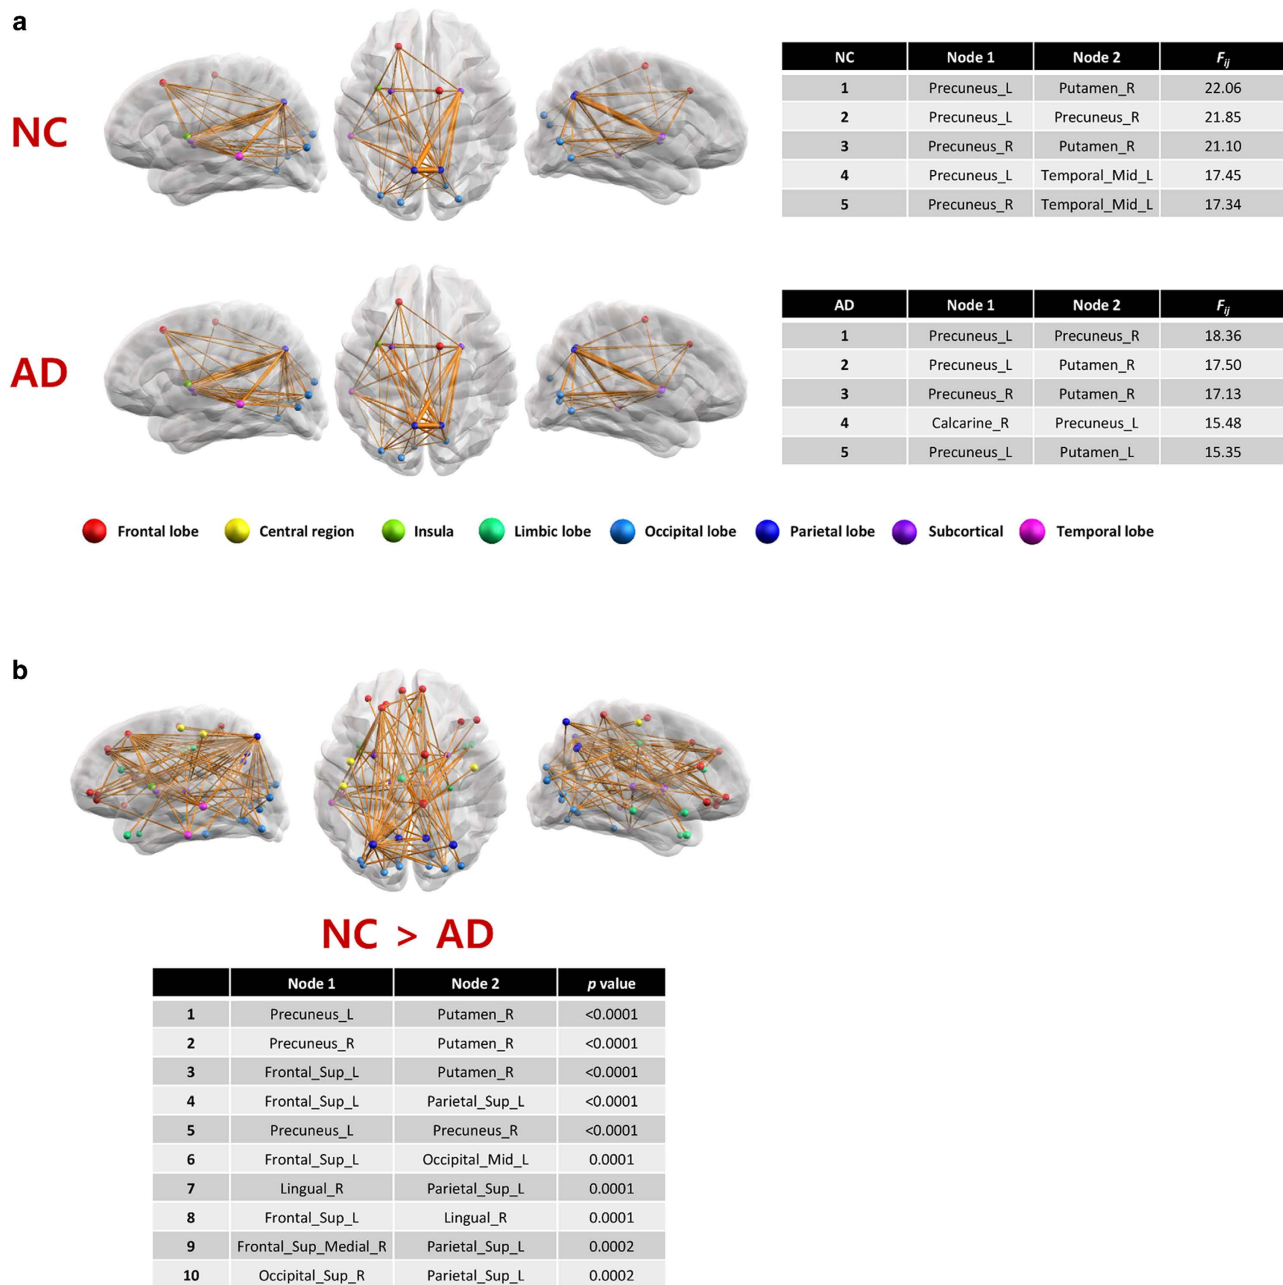 a
NC
NC Node 1 Node 2 Fij
1 Precuneus_L Putamen_R 22.06
2 Precuneus_L Precuneus_R 21.85
3 Precuneus_R Putamen_R 21.10
4 Precuneus_L Temporal_Mid_L 17.45
5 Precuneus_R Temporal_Mid_L 17.34
AD
AD Node 1 Node 2 Fij
1 Precuneus_L Precuneus_R 18.36
2 Precuneus_L Putamen_R 17.50
3 Precuneus_R Putamen_R 17.13
4 Calcarine_R Precuneus_L 15.48
5 Precuneus_L Putamen_L 15.35
Frontal lobe Central region Insula Limbic lobe Occipital lobe Parietal lobe Subcortical Temporal lobe
b
NC > AD
Node 1 Node 2 p value
1 Precuneus_L Putamen_R <0.0001
2 Precuneus_R Putamen_R <0.0001
3 Frontal_Sup_L Putamen_R <0.0001
4 Frontal_Sup_L Parietal_Sup_L <0.0001
5 Precuneus_L Precuneus_R <0.0001
6 Frontal_Sup_L Occipital_Mid_L 0.0001
7 Lingual_R Parietal_Sup_L 0.0001
8 Frontal_Sup_L Lingual_R 0.0001
9 Frontal_Sup_Medial_R Parietal_Sup_L 0.0002
10 Occipital_Sup_R Parietal_Sup_L 0.0002